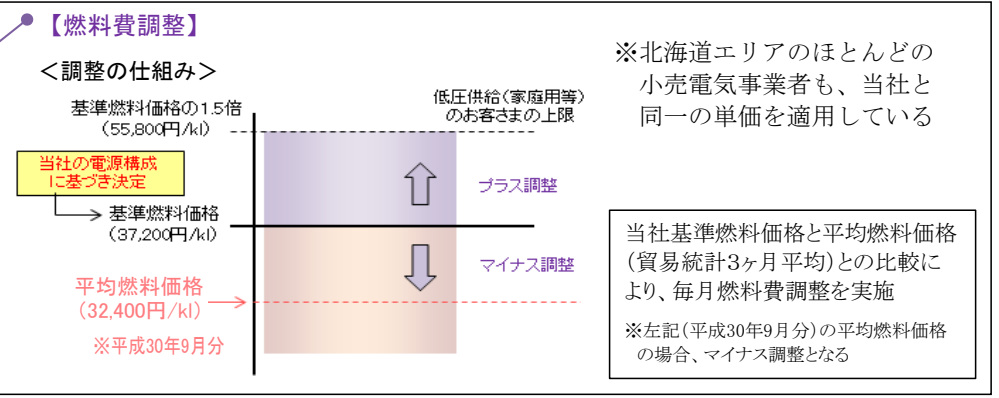 【燃料費調整】
＜調整の仕組み＞
基準燃料価格の1.5倍
（55,800円/kl）
低圧供給（家庭用等）
のお客さまの上限
当社の電源構成
に基づき決定
プラス調整
基準燃料価格
（37,200円/kl）
マイナス調整
平均燃料価格
（32,400円/kl）
※平成30年9月分
※北海道エリアのほとんどの
小売電気事業者も、当社と
同一の単価を適用している
当社基準燃料価格と平均燃料価格
（貿易統計3ヶ月平均）との比較に
より、毎月燃料費調整を実施
※左記（平成30年9月分）の平均燃料価格
の場合、マイナス調整となる